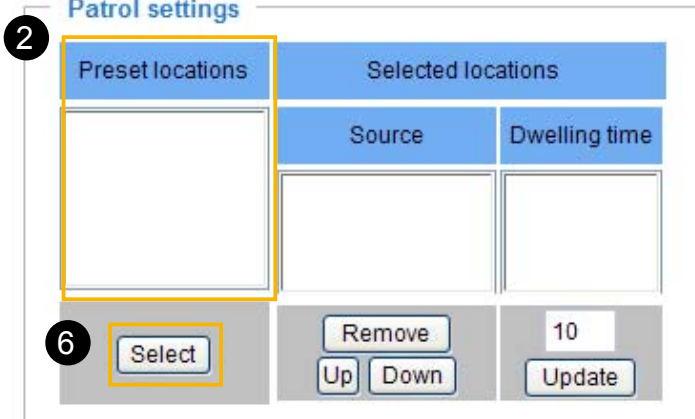 Patrol settings
2
Preset locations
Selected locations
Source
Dwelling time
6
Select
Remove
Up
Down
10
Update